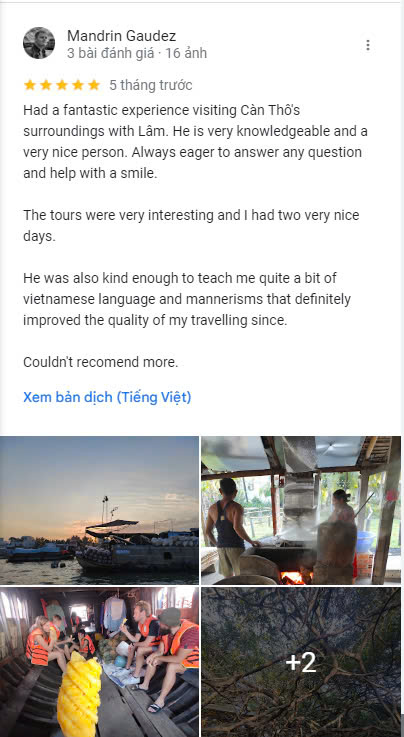 Mandrin Gaudez
3 bài đánh giá · 16 ảnh
5 tháng trước
Had a fantastic experience visiting Càn Thô's
surroundings with Lâm. He is very knowledgeable and a
very nice person. Always eager to answer any question
and help with a smile.
The tours were very interesting and I had two very nice
days.
He was also kind enough to teach me quite a bit of
vietnamese language and mannerisms that definitely
improved the quality of my travelling since.
Couldn't recomend more.
Xem bản dịch (Tiếng Việt)
+2